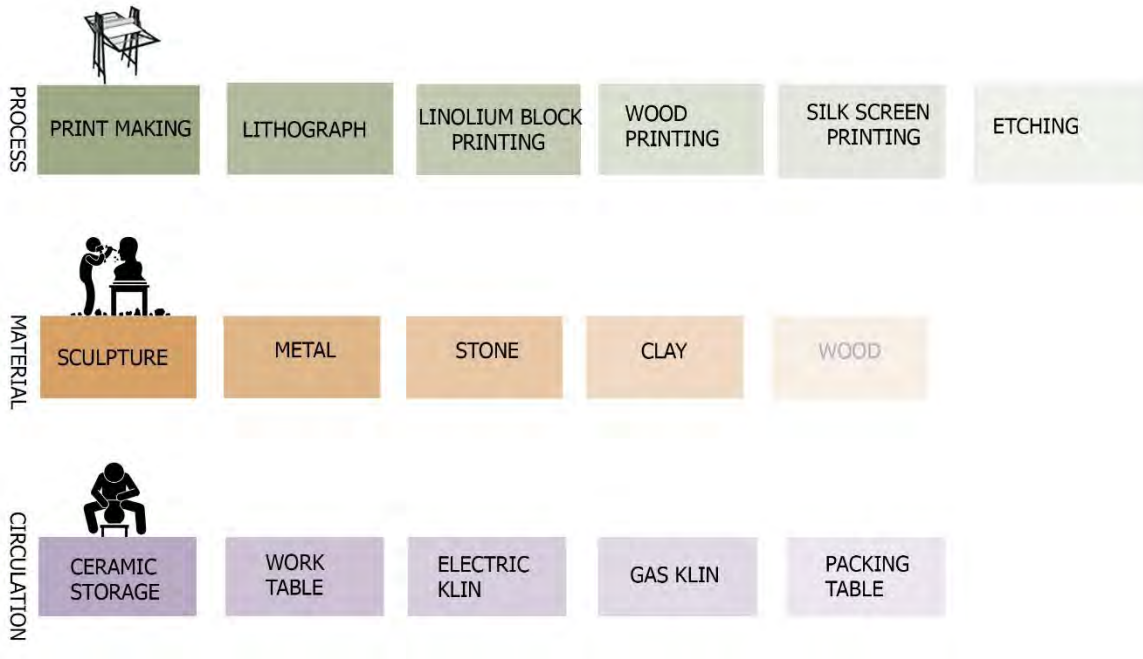 PROCESS
PRINT MAKING
LITHOGRAPH
LINOLIUM BLOCK
PRINTING
WOOD
PRINTING
SILK SCREEN
PRINTING
ETCHING
MATERIAL
SCULPTURE
METAL
STONE
CLAY
WOOD
CIRCULATION
CERAMIC
STORAGE
WORK
TABLE
ELECTRIC
KLIN
GAS KLIN
PACKING
TABLE